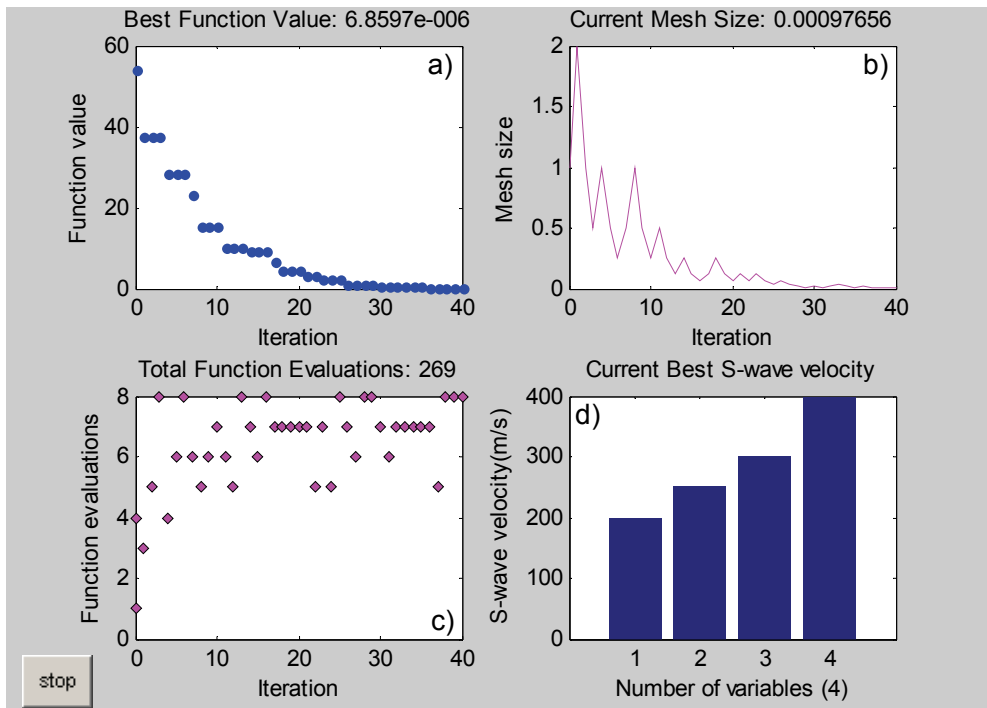 Best Function Value: 6.8597e-006
a)
60
40
20
0
Function value
0 10 20 30 40
Iteration
Current Mesh Size: 0.00097656
b)
2
1.5
1
0.5
0
Mesh size
0 10 20 30 40
Iteration
Total Function Evaluations: 269
c)
8
6
4
2
0
Function evaluations
0 10 20 30 40
Iteration
Current Best S-wave velocity
d)
400
300
200
100
0
S-wave velocity(m/s)
1 2 3 4
Number of variables (4)
stop